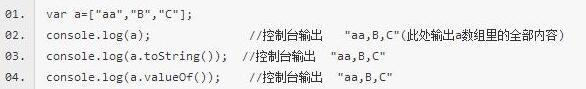 01. var a=["aa","B","C"];
02. console.log(a); //控制台输出 "aa,B,C"(此处输出a数组里的全部内容)
03. console.log(a.toString()); //控制台输出 "aa,B,C"
04. console.log(a.valueOf()); //控制台输出 "aa,B,C"